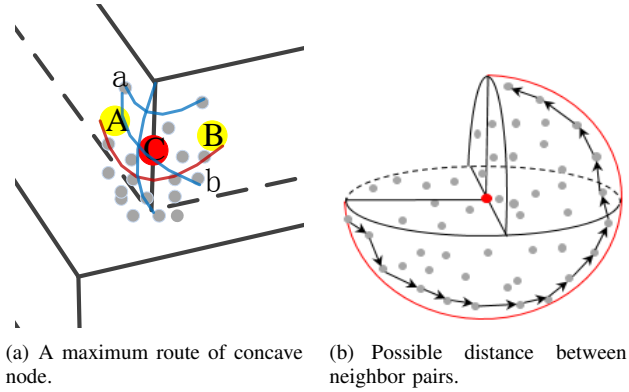 a
A
C
B
b
(a) A maximum route of concave
node.
(b) Possible distance between
neighbor pairs.